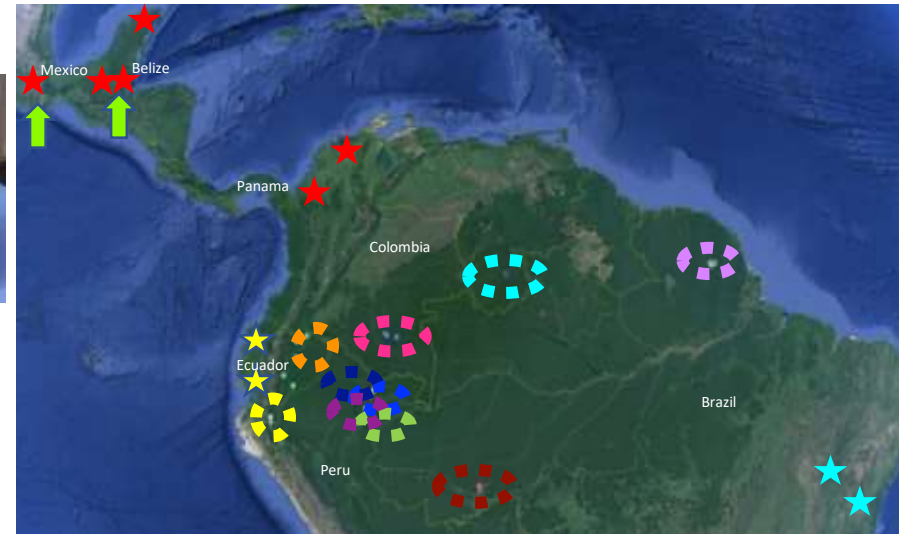 Mexico
Belize
Panama
Colombia
Ecuador
Brazil
Peru